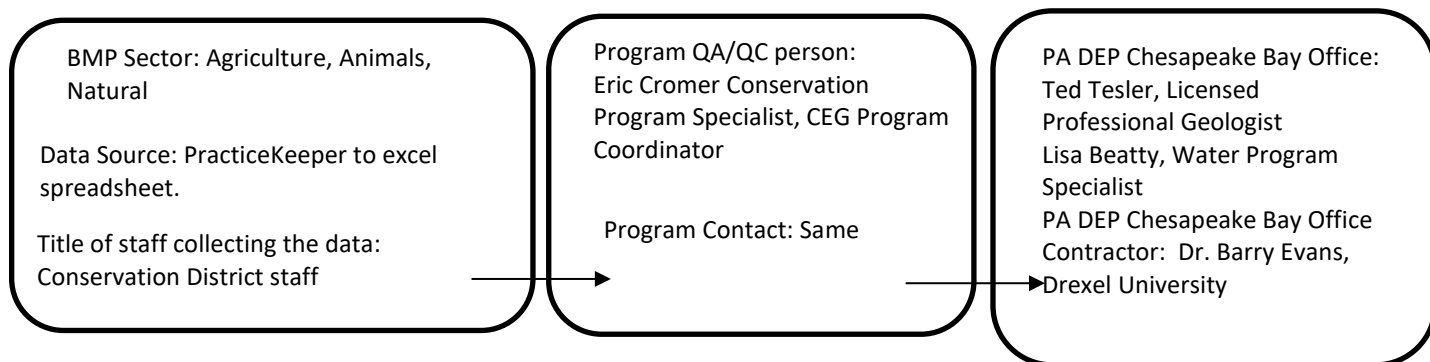 BMP Sector: Agriculture, Animals,
Natural
Data Source: PracticeKeeper to excel
spreadsheet.
Title of staff collecting the data:
Conservation District staff
Program QA/QC person:
Eric Cromer Conservation
Program Specialist, CEG Program
Coordinator
Program Contact: Same
PA DEP Chesapeake Bay Office:
Ted Tesler, Licensed
Professional Geologist
Lisa Beatty, Water Program
Specialist
PA DEP Chesapeake Bay Office
Contractor:  Dr. Barry Evans,
Drexel University